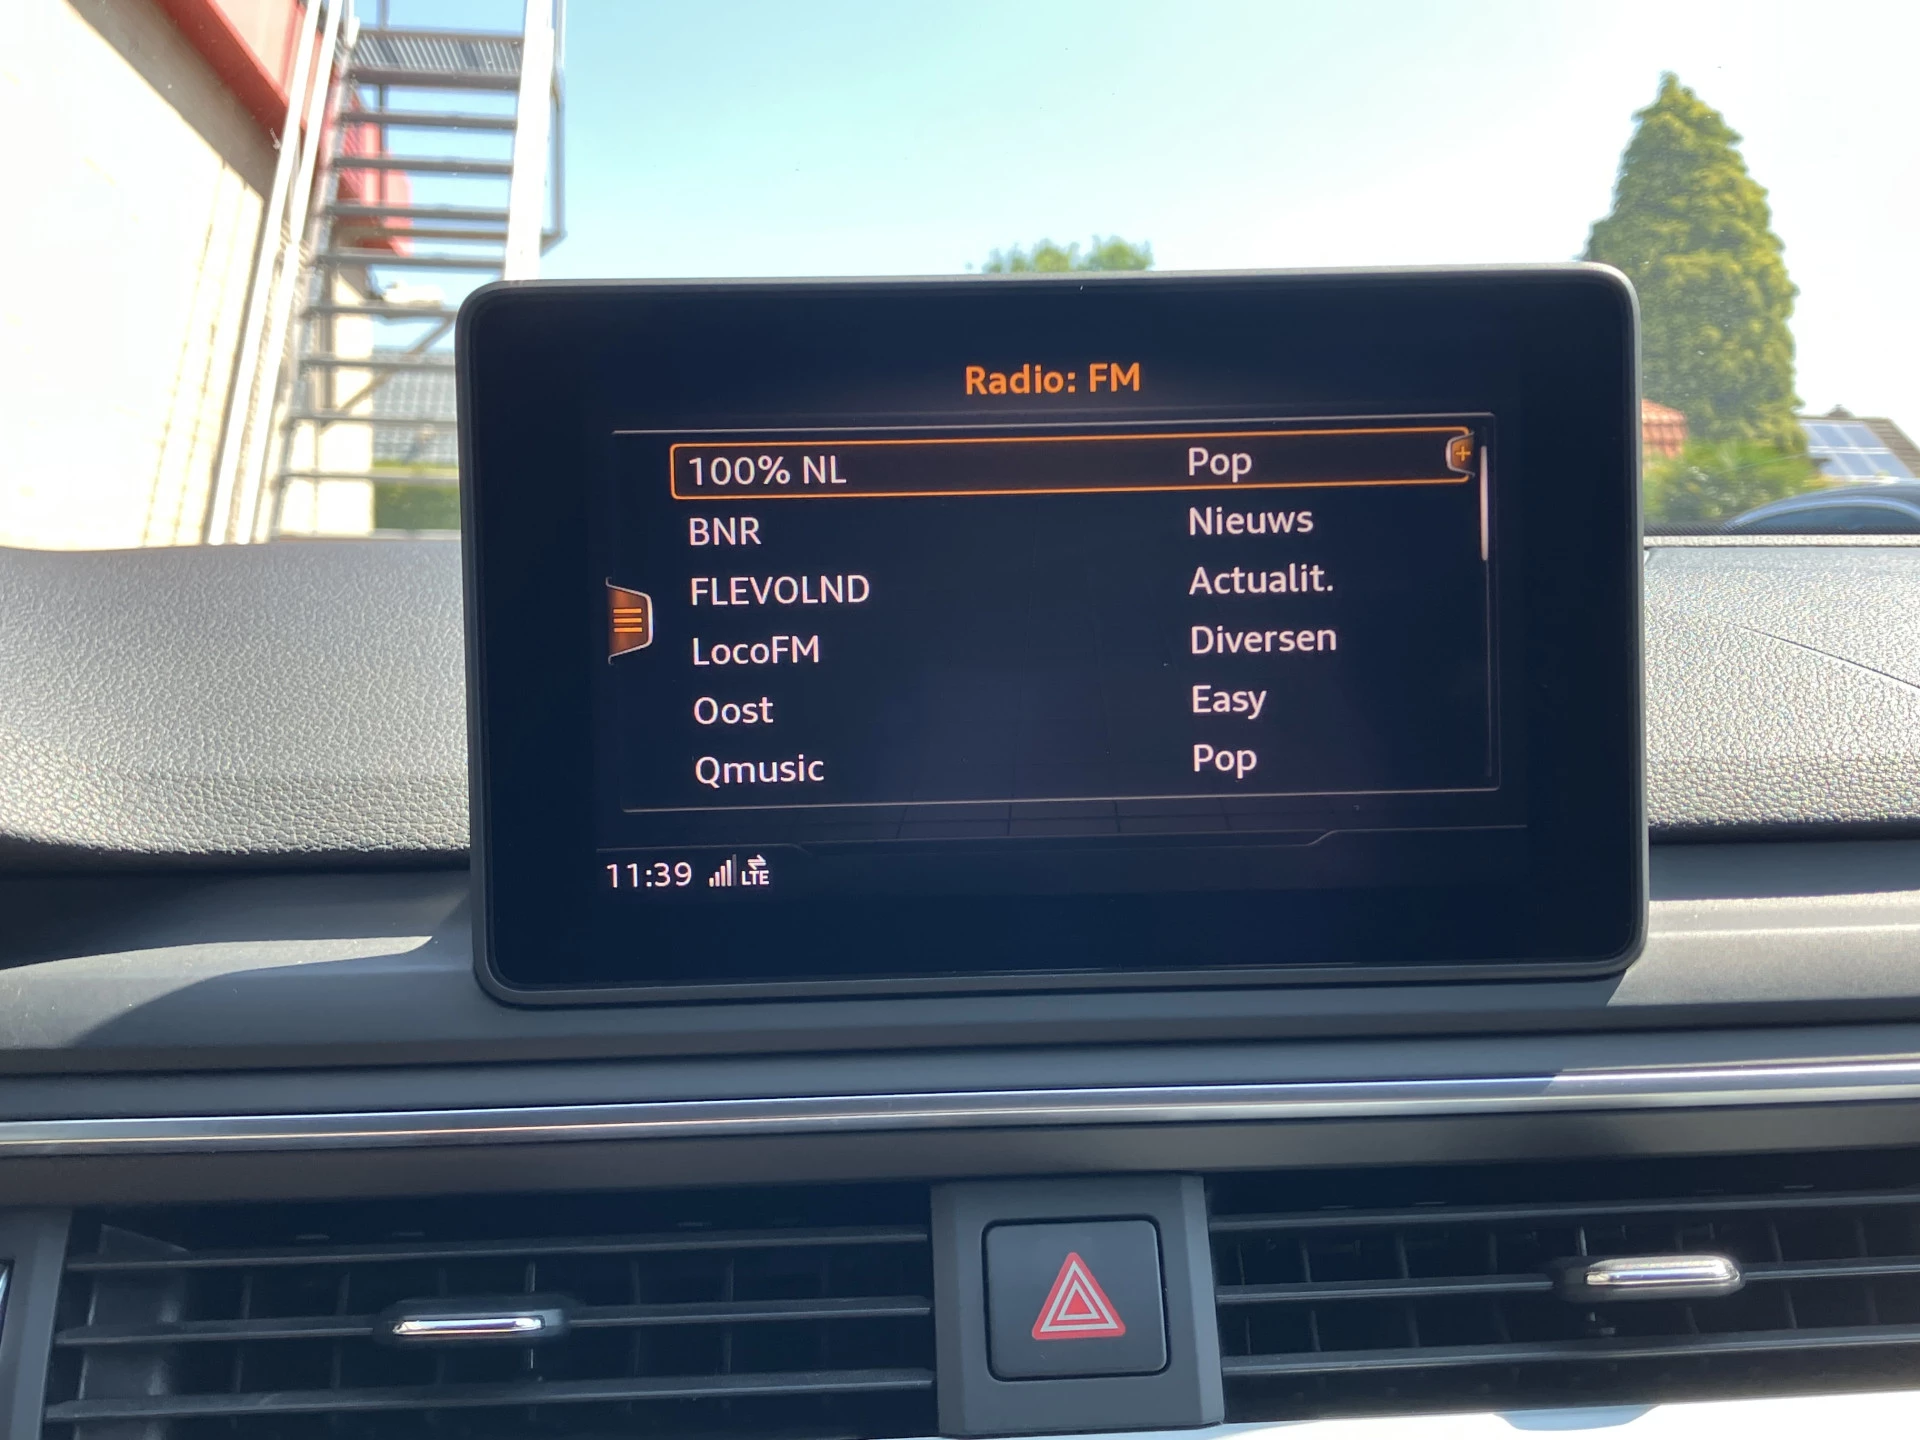 Radio: FM
100% NL Pop
BNR Nieuws
FLEVOLND Actualit.
LocoFM Diversen
Oost Easy
Qmusic Pop
11:39 LTE